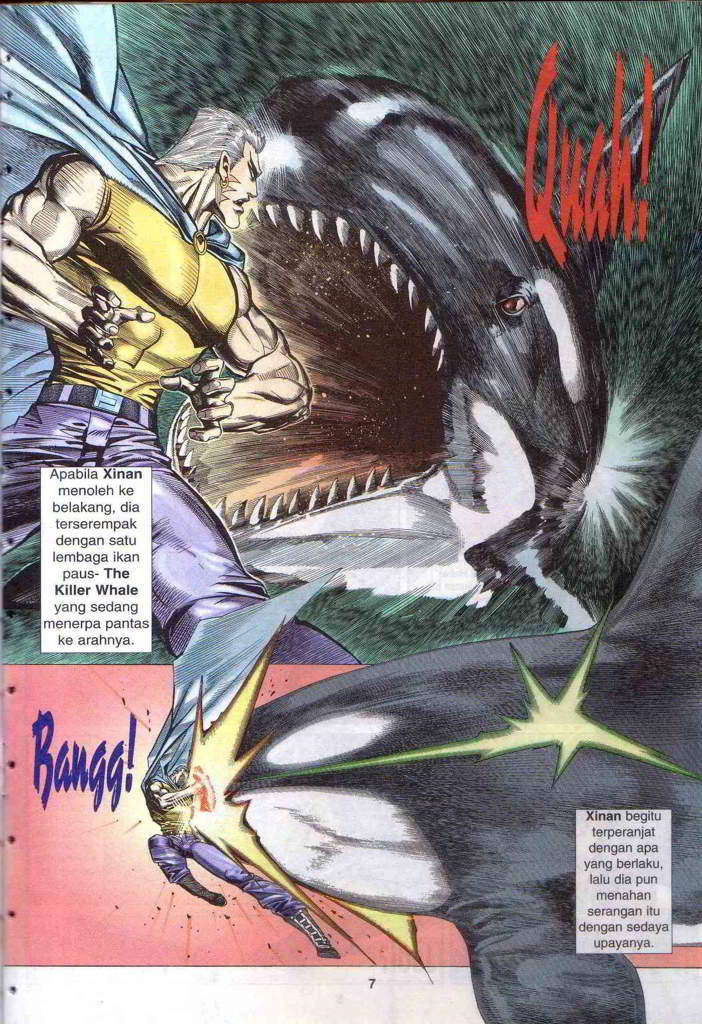 Quah!
Apabila Xinan
menoleh ke
belakang, dia
terserempak
dengan satu
lembaga ikan
paus- The
Killer Whale
yang sedang
menerpa pantas
ke arahnya.
Bangg!
Xinan begitu
terperanjat
dengan apa
yang berlaku,
lalu dia pun
menahan
serangan itu
dengan sedaya
upayanya.
7